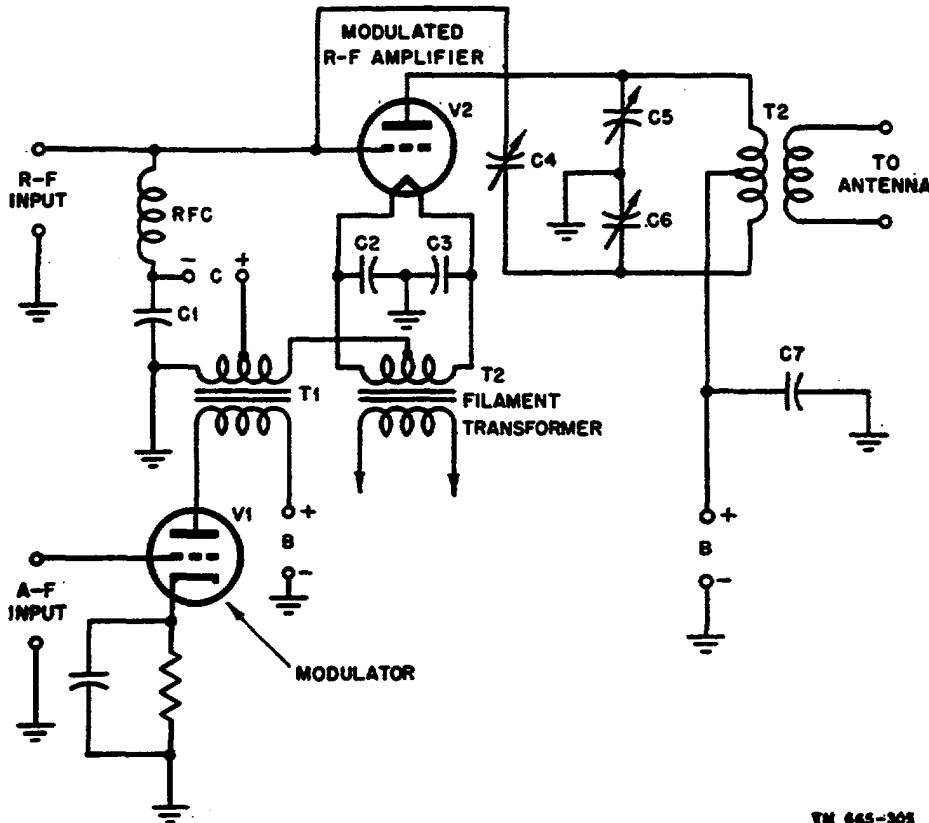 MODULATED
R-F AMPLIFIER
V2
C4
C5
T2
C6
TO
ANTENNA
R-F
INPUT
RFC
C2
C3
- C +
C1
T1
T2
FILAMENT
TRANSFORMER
C7
V1
+
B
-
+
B
-
A-F
INPUT
MODULATOR
TM 665-305